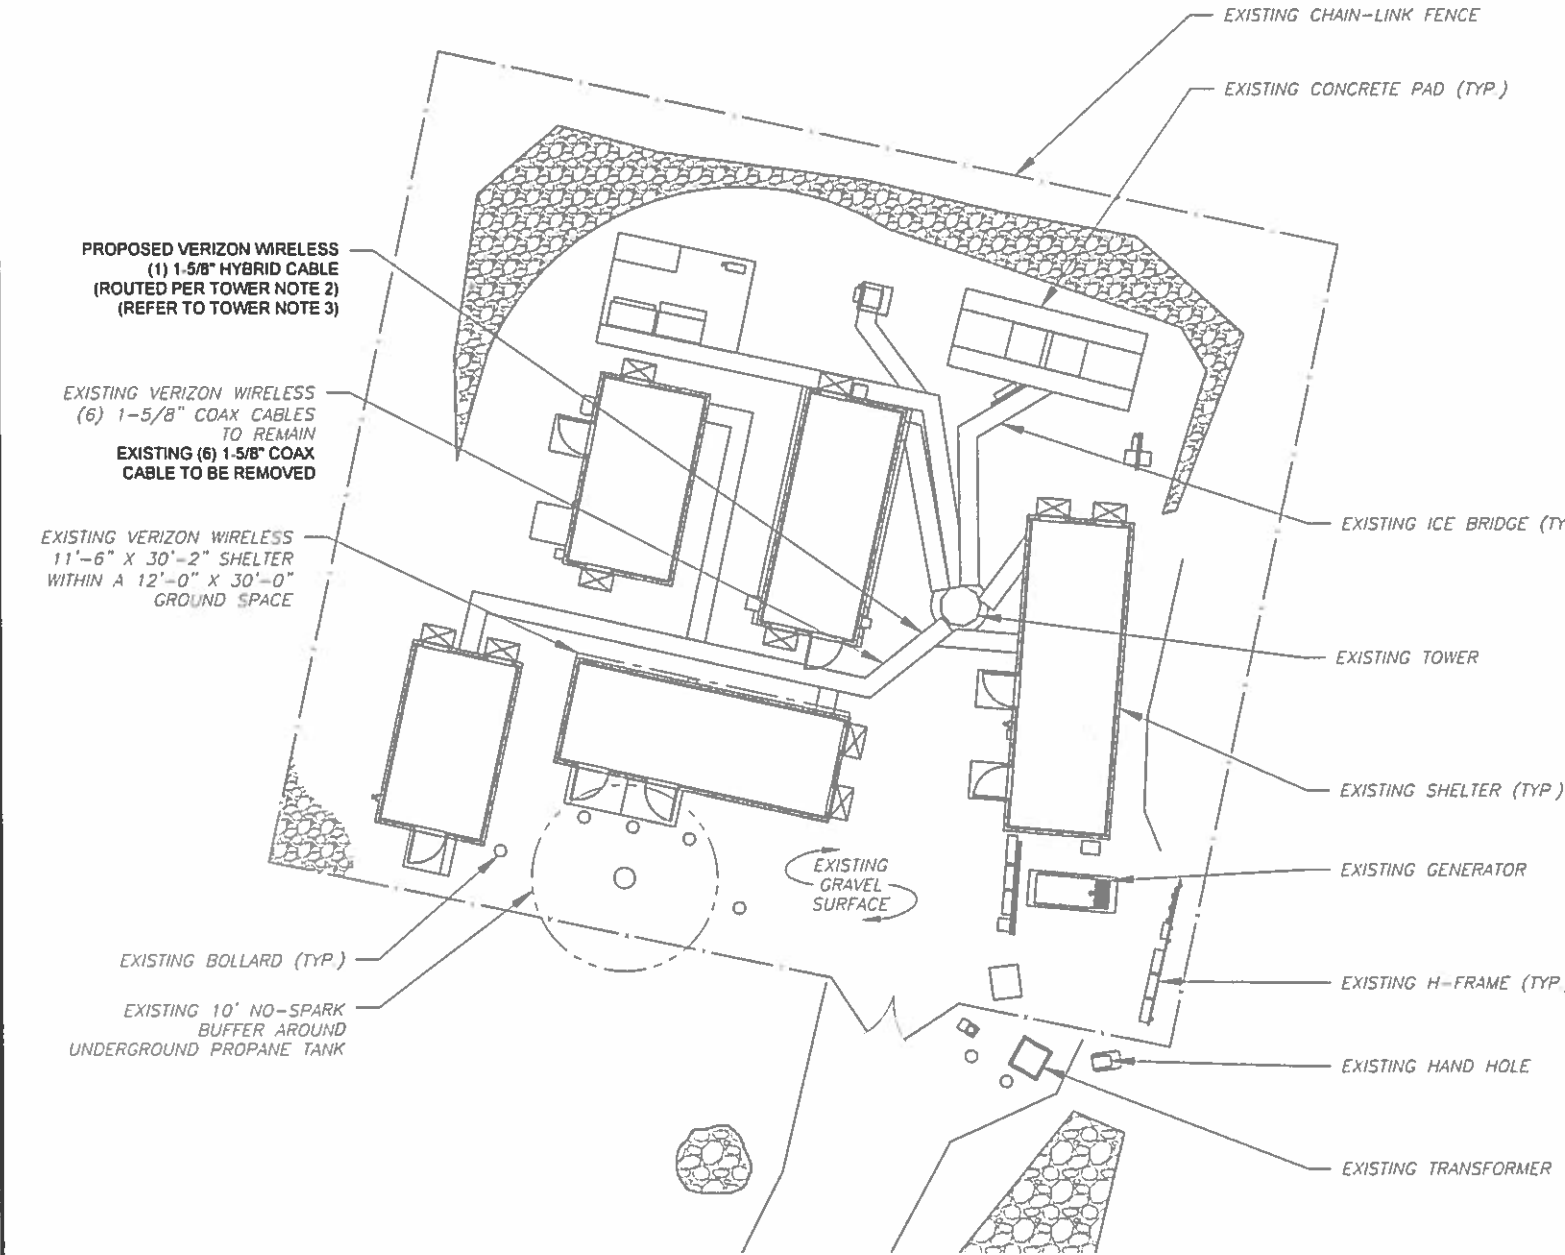 EXISTING CHAIN-LINK FENCE
EXISTING CONCRETE PAD (TYP.)
PROPOSED VERIZON WIRELESS
(1) 1-5/8" HYBRID CABLE
(ROUTED PER TOWER NOTE 2)
(REFER TO TOWER NOTE 3)
EXISTING VERIZON WIRELESS
(6) 1-5/8" COAX CABLES
TO REMAIN
EXISTING (6) 1-5/8" COAX
CABLE TO BE REMOVED
EXISTING VERIZON WIRELESS
11'-6" X 30'-2" SHELTER
WITHIN A 12'-0" X 30'-0"
GROUND SPACE
EXISTING ICE BRIDGE (TY
EXISTING TOWER
EXISTING SHELTER (TYP.)
EXISTING GRAVEL SURFACE
EXISTING GENERATOR
EXISTING BOLLARD (TYP.)
EXISTING H-FRAME (TYP.
EXISTING 10' NO-SPARK
BUFFER AROUND
UNDERGROUND PROPANE TANK
EXISTING HAND HOLE
EXISTING TRANSFORMER